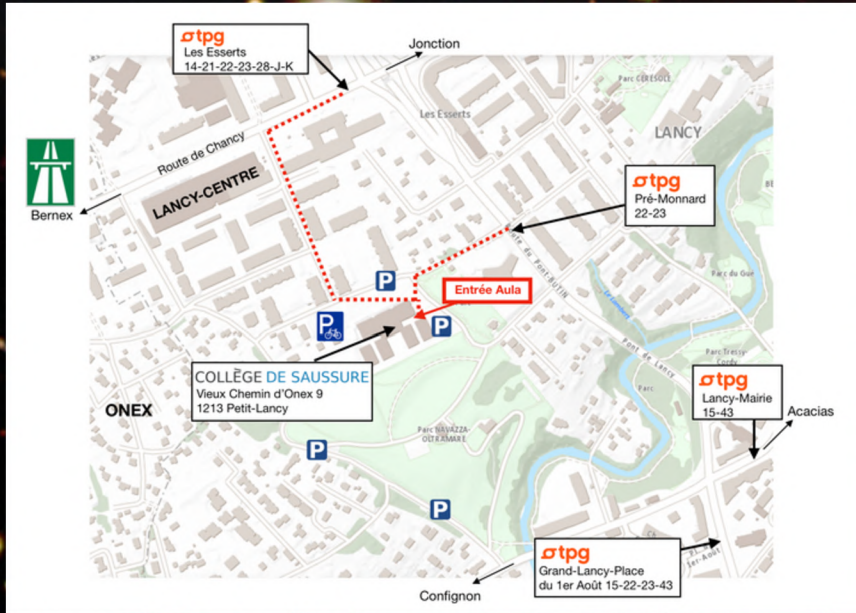 tpg
Les Esserts
14-21-22-23-28-J-K
Jonction
Parc CÉRÉSOLE
Les Esserts
LANCY
Route de Chancy
LANCY-CENTRE
Bernex
tpg
Pré-Monnard
22-23
Route du Pont-BUTIN
Parc du Gué
P
Entrée Aula
P
P
COLLÈGE DE SAUSSURE
Vieux Chemin d'Onex 9
1213 Petit-Lancy
Pont de Lancy
Parc Tressy-
Cordy
Parc
tpg
Lancy-Mairie
15-43
Acacias
ONEX
Parc NAVAZZA-
OLTRAMARE
P
P
tpg
Grand-Lancy-Place
du 1er Août 15-22-23-43
Confignon